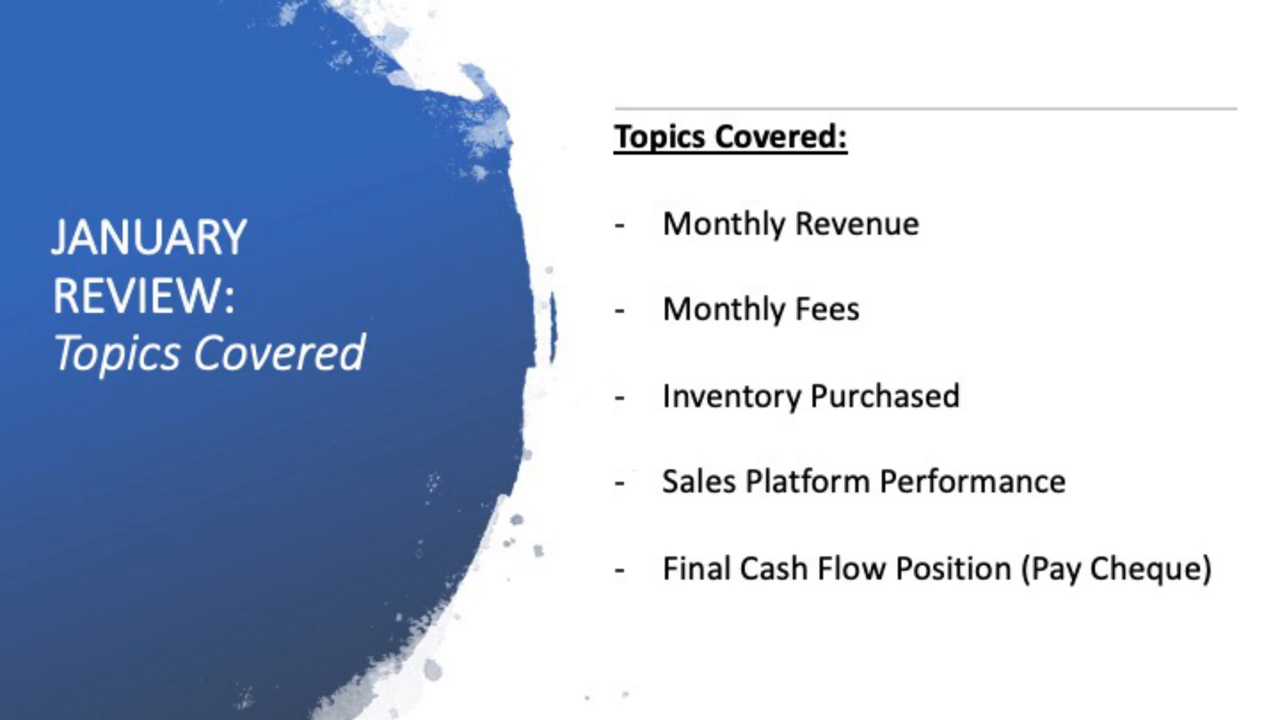 JANUARY
REVIEW:
Topics Covered
Topics Covered:
- Monthly Revenue
- Monthly Fees
- Inventory Purchased
- Sales Platform Performance
- Final Cash Flow Position (Pay Cheque)